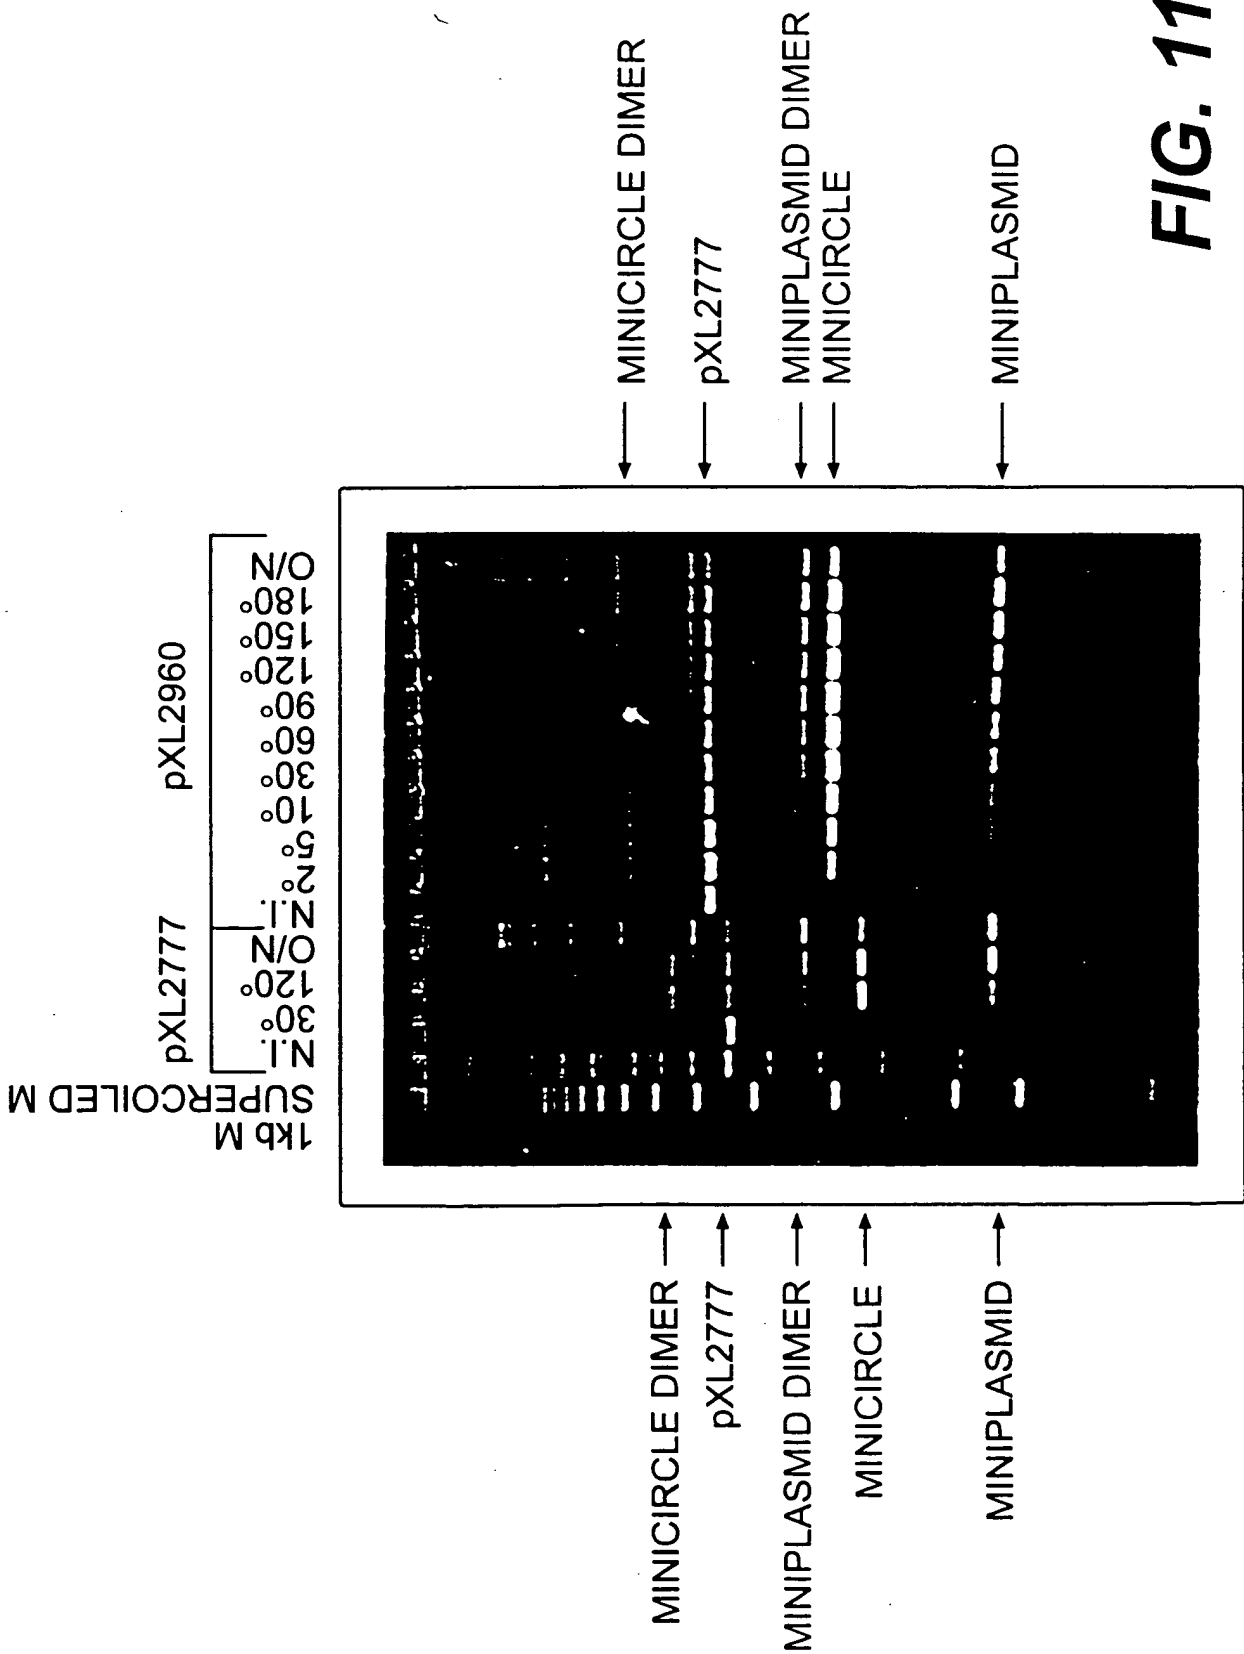 1kb M
SUPERCOILED M
pXL2777
N.I.
30°
120°
O/N
pXL2960
N.I.
2°
5°
10°
30°
60°
90°
120°
150°
180°
O/N
MINICIRCLE DIMER
pXL2777
MINIPLASMID DIMER
MINICIRCLE
MINIPLASMID
MINICIRCLE DIMER
pXL2777
MINIPLASMID DIMER
MINICIRCLE
MINIPLASMID
FIG. 11